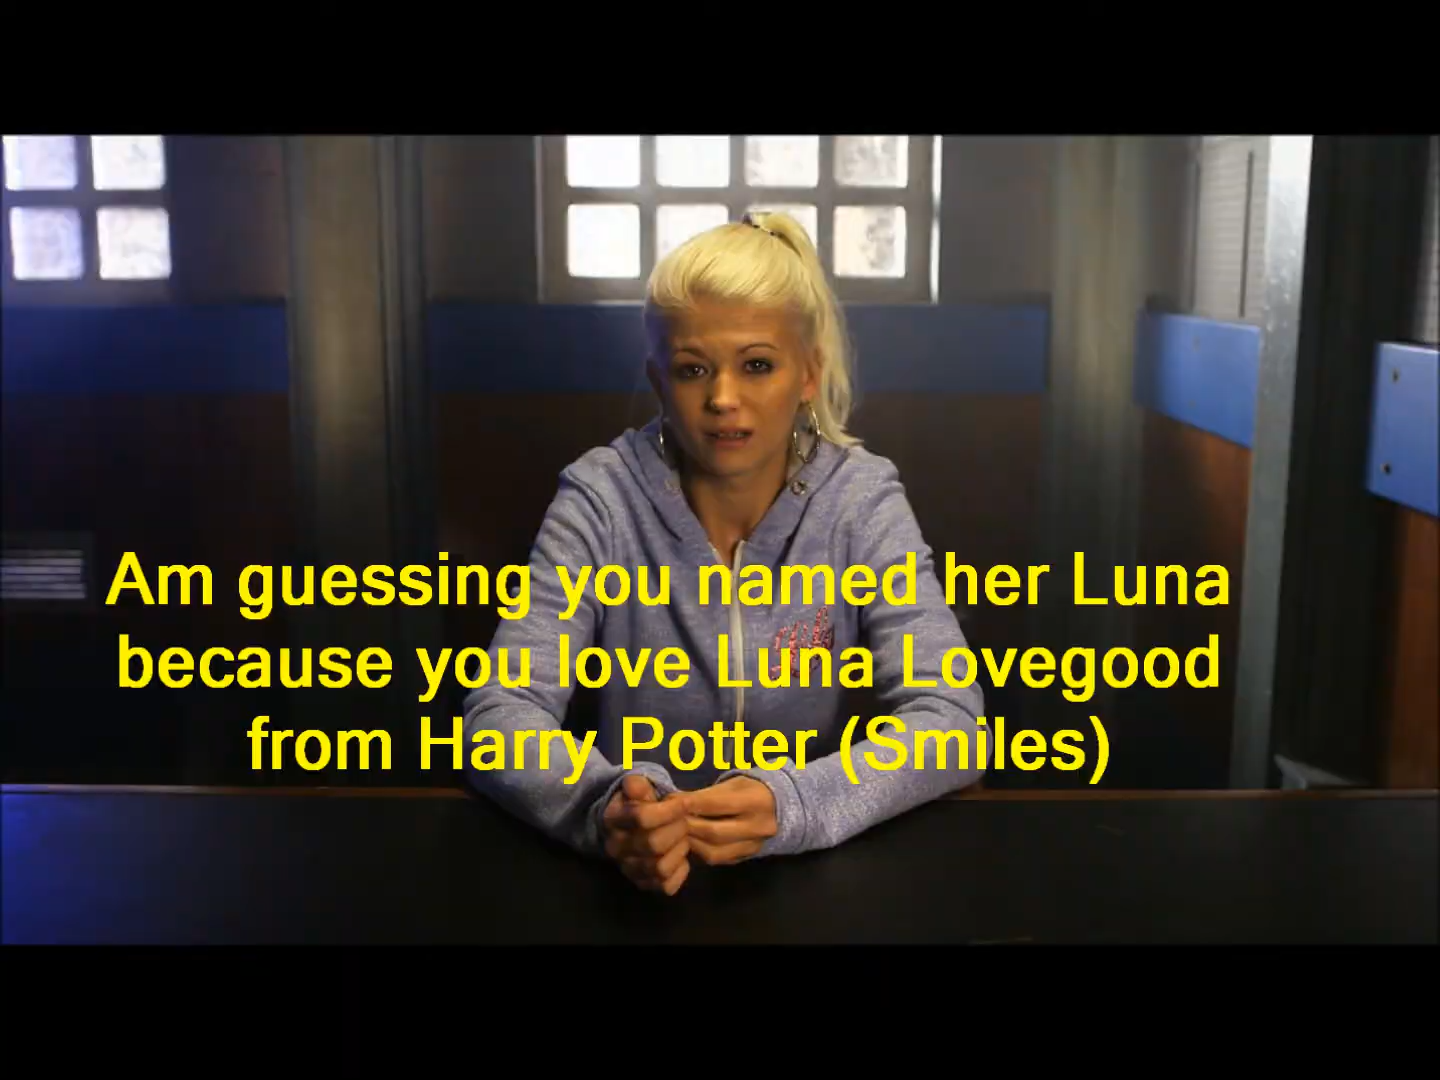 Am guessing you named her Luna
because you love Luna Lovegood
from Harry Potter (Smiles)